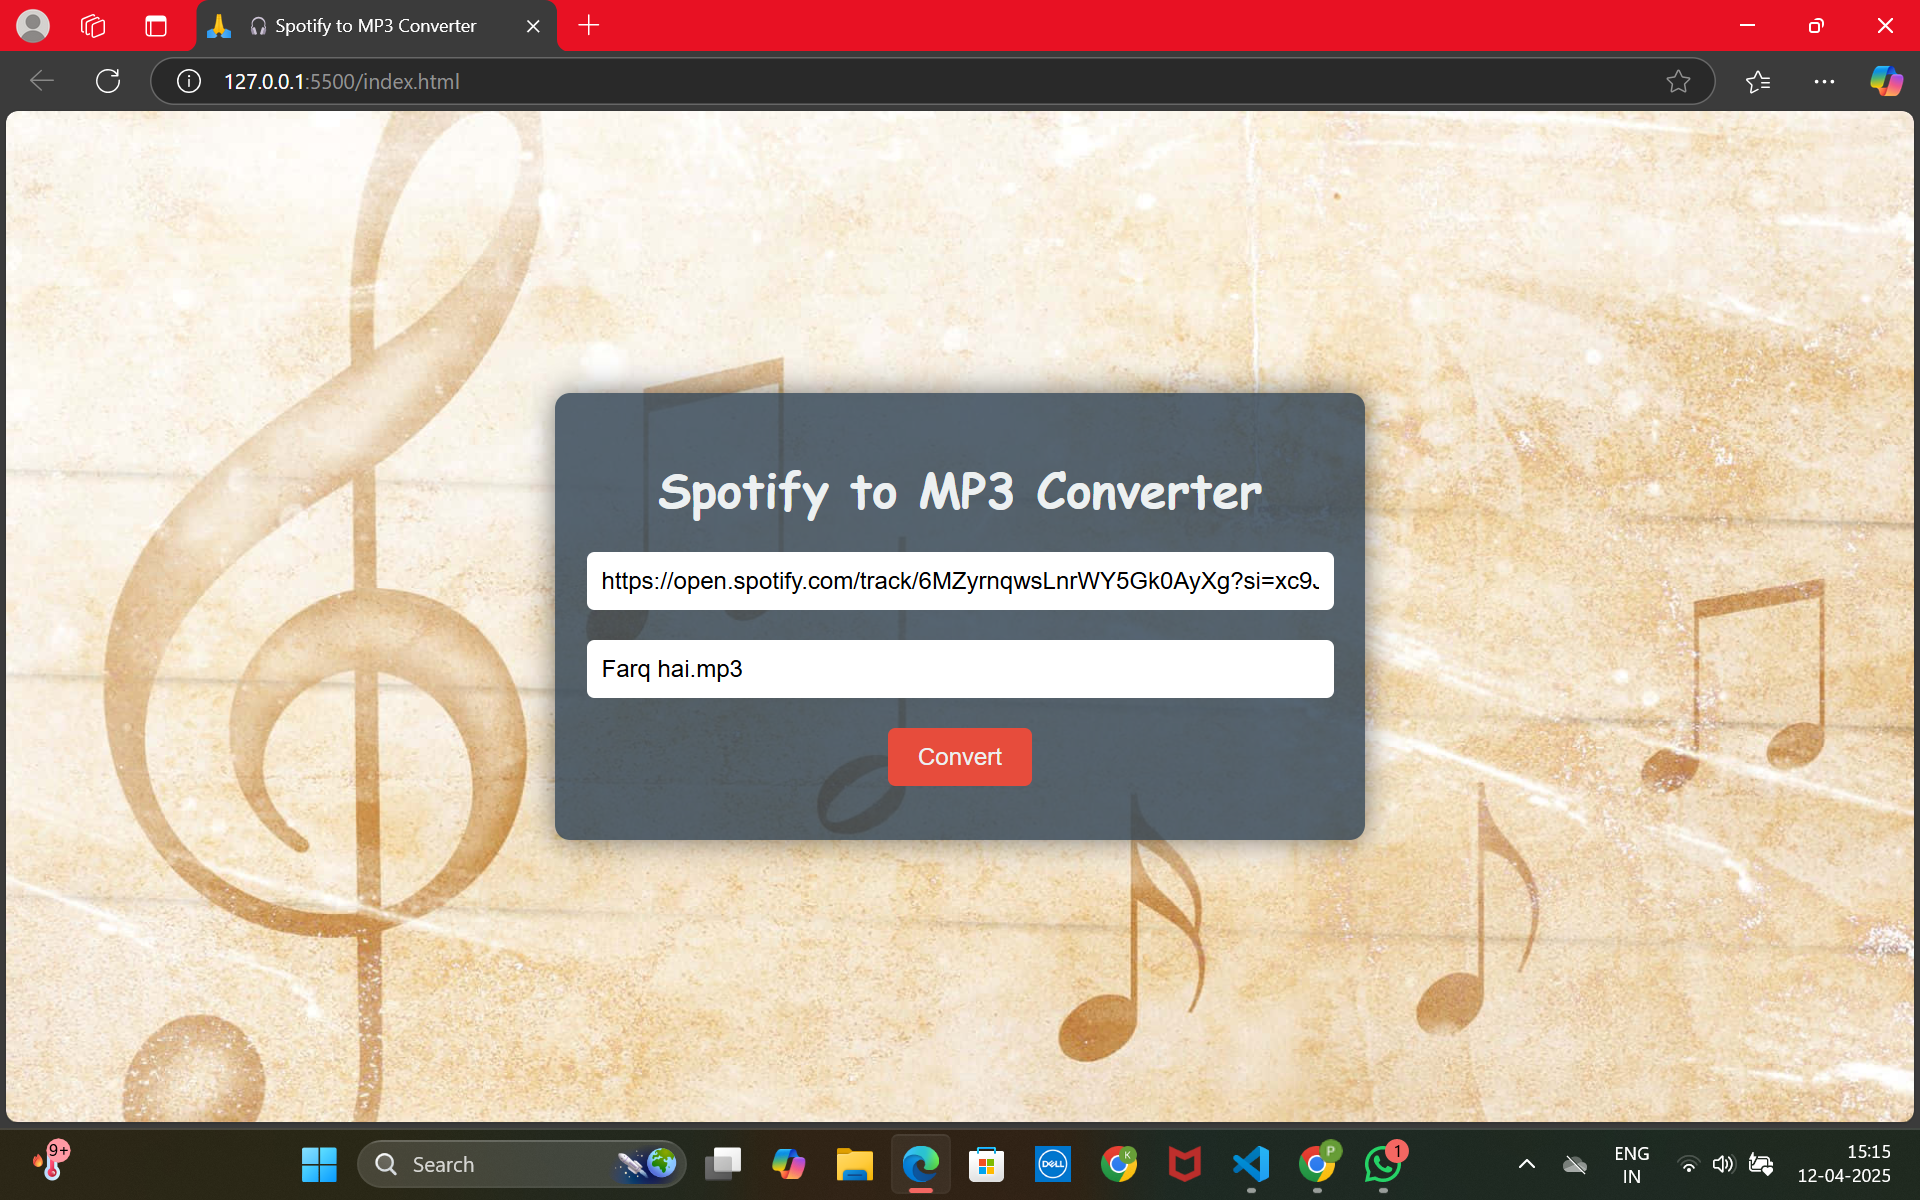 Spotify to MP3 Converter
127.0.0.1:5500/index.html
Spotify to MP3 Converter
https://open.spotify.com/track/6MZyrnqwsLnrWY5Gk0AyXg?si=xc9J
Farq hai.mp3
Convert
9+
Search
DELL
K
P
1
ENG
IN
15:15
12-04-2025